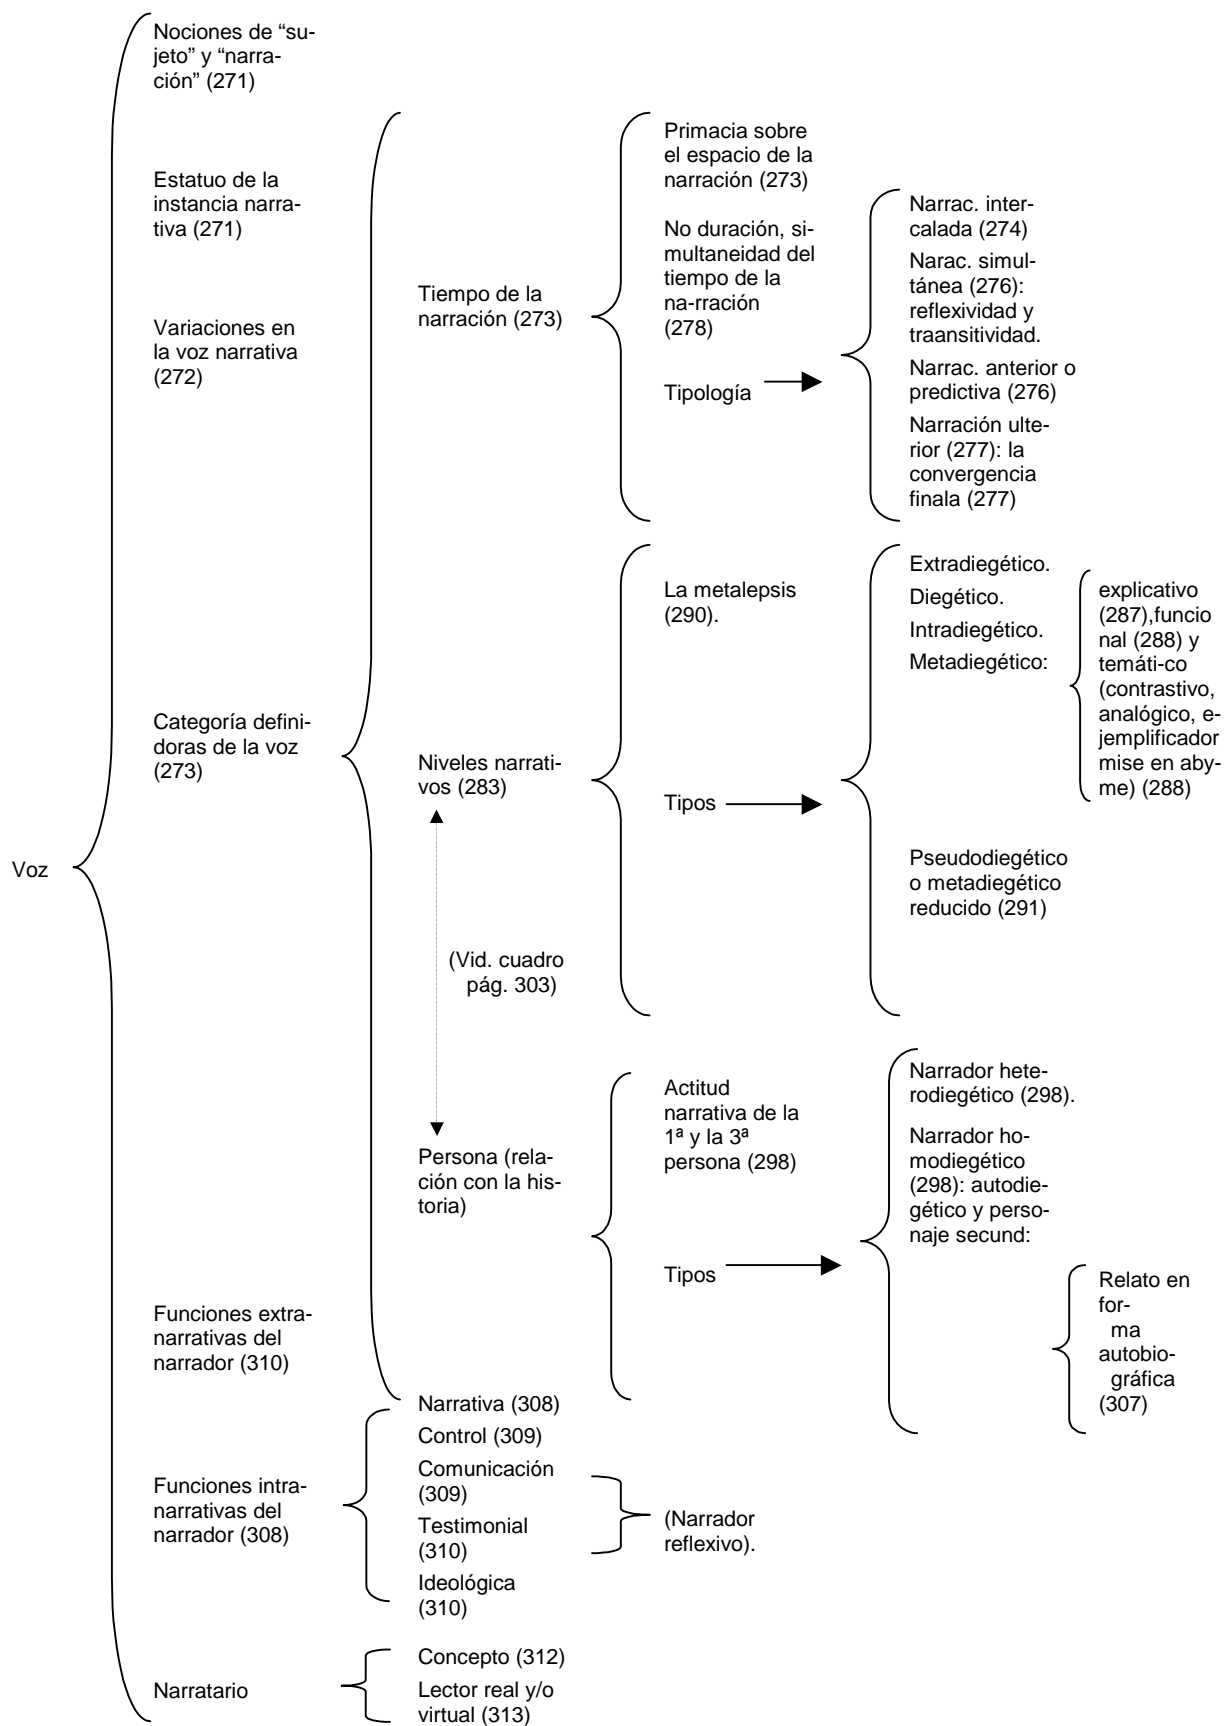 Nociones de “su-
jeto” y “narra-
ción” (271)
Estatuo de la
instancia narra-
tiva (271)
Variaciones en
la voz narrativa
(272)
Categoría defini-
doras de la voz
(273)
Voz
Funciones extra-
narrativas del
narrador (310)
Funciones intra-
narrativas del
narrador (308)
Narratario
Tiempo de la
narración (273)
Niveles narrati-
vos (283)
(Vid. cuadro
pág. 303)
Persona (rela-
ción con la his-
toria)
Narrativa (308)
Control (309)
Comunicación
(309)
Testimonial
(310)
Ideológica
(310)
Concepto (312)
Lector real y/o
virtual (313)
Primacia sobre
el espacio de la
narración (273)
No duración, si-
multaneidad del
tiempo de la
na-rración
(278)
Tipología
La metalepsis
(290).
Tipos
Actitud
narrativa de la
1ª y la 3ª
persona (298)
Tipos
(Narrador
reflexivo).
Narrac. inter-
calada (274)
Narac. simul-
tánea (276):
reflexividad y
traansitividad.
Narrac. anterior o
predictiva (276)
Narración ulte-
rior (277): la
convergencia
finala (277)
Extradiegético.
Diegético.
Intradiegético.
Metadiegético:
explicativo
(287),funcio
nal (288) y
temáti-co
(contrastivo,
analógico, e-
jemplificador
mise en aby-
me) (288)
Pseudodiegético
o metadiegético
reducido (291)
Narrador hete-
rodiegético (298).
Narrador ho-
modiegético
(298): autodie-
gético y perso-
naje secund:
Relato en
for-
ma
autobio-
gráfica
(307)